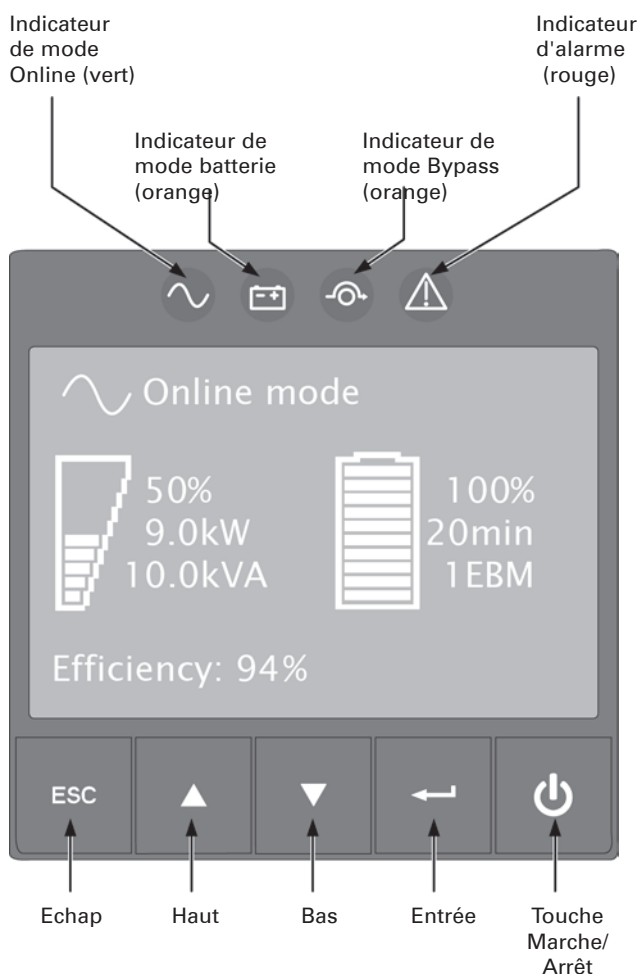 Indicateur
de mode
Online (vert)
Indicateur
d'alarme
(rouge)
Indicateur de
mode batterie
(orange)
Indicateur de
mode Bypass
(orange)
Online mode
50%
9.0kW
10.0kVA
100%
20min
1EBM
Efficiency: 94%
ESC
Echap
Haut
Bas
Entrée
Touche
Marche/
Arrêt